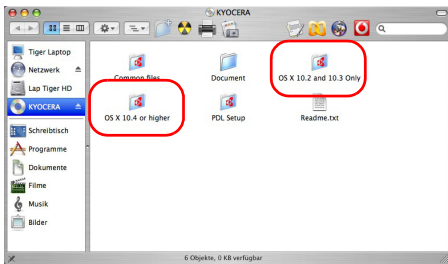 KYOCERA
Tiger Laptop
Netzwerk
Lap Tiger HD
KYOCERA
Schreibtisch
Programme
Dokumente
Filme
Musik
Bilder
Common files
Document
OS X 10.2 and 10.3 Only
OS X 10.4 or higher
PDL Setup
Readme.txt
6 Objekte, 0 KB verfügbar